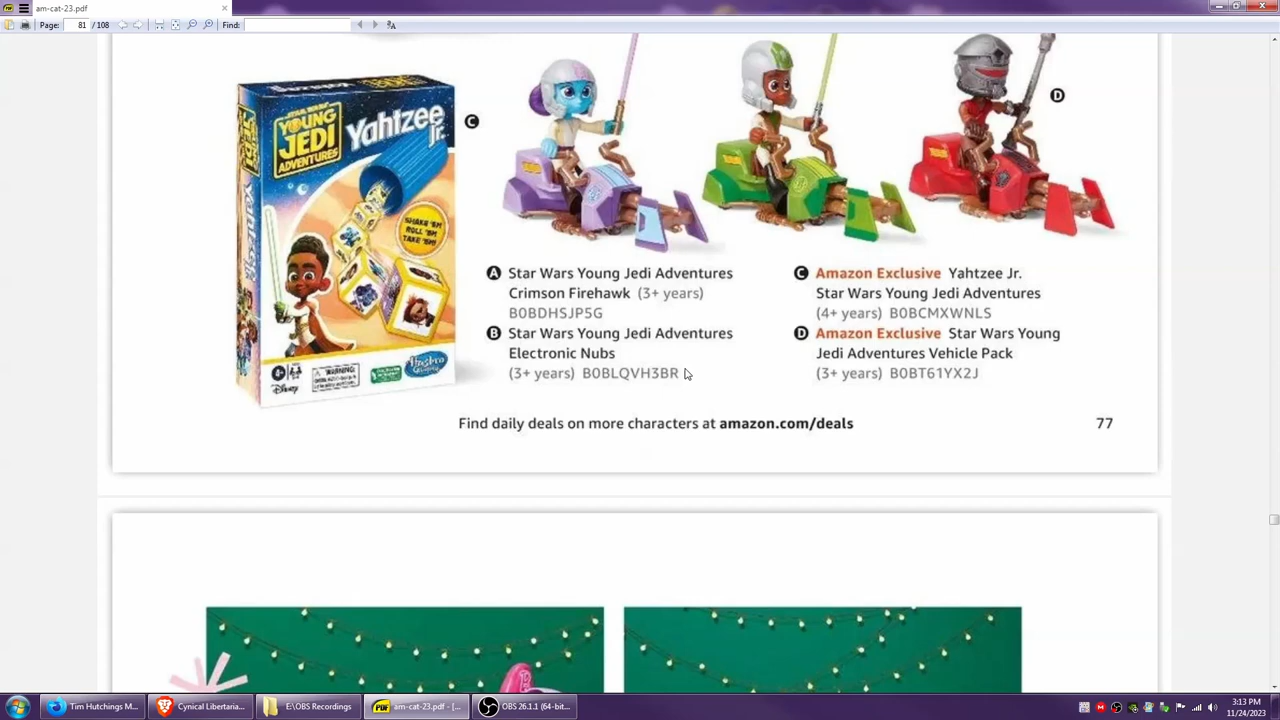 am-cat-23.pdf
Page: 81 / 108 Find:
STAR WARS
YOUNG
JEDI
ADVENTURES
Yahtzee
Jr.
SHAKE 'EM
ROLL 'EM
TAKE 'EM!
4+
WARNING:
Disney
Hasbro
Gaming
C
D
A Star Wars Young Jedi Adventures
Crimson Firehawk (3+ years)
B0BDHSJP5G
B Star Wars Young Jedi Adventures
Electronic Nubs
(3+ years) B0BLQVH3BR
C Amazon Exclusive Yahtzee Jr.
Star Wars Young Jedi Adventures
(4+ years) B0BCMXWNLS
D Amazon Exclusive Star Wars Young
Jedi Adventures Vehicle Pack
(3+ years) B0BT61YX2J
Find daily deals on more characters at amazon.com/deals
77
Tim Hutchings M...
Cynical Libertaria...
E:\OBS Recordings
am-cat-23.pdf - [...
OBS 26.1.1 (64-bit...
3:13 PM
11/24/2023